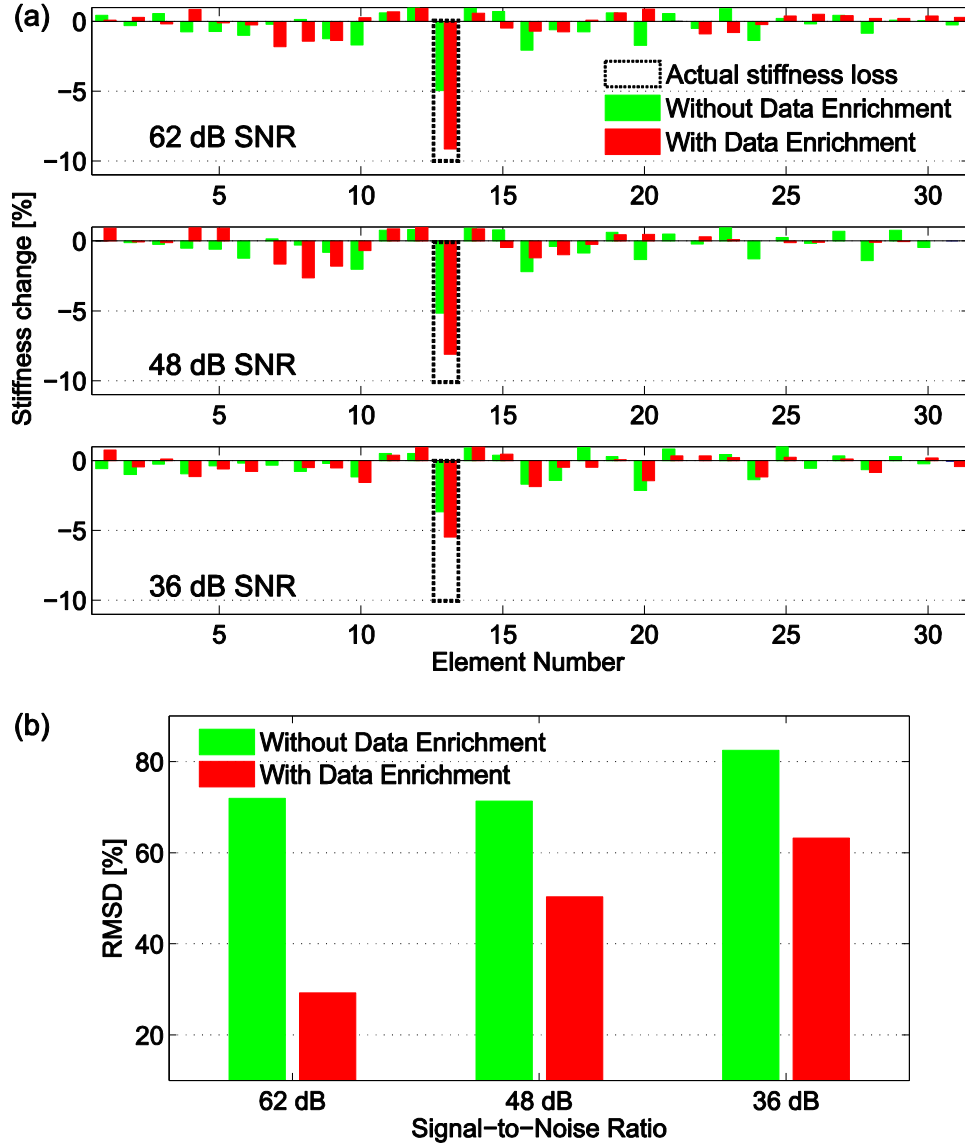 (a)
0
−5
−10
62 dB SNR
Actual stiffness loss
Without Data Enrichment
With Data Enrichment
5 10 15 20 25 30
Stiffness change [%]
0
−5
−10
48 dB SNR
5 10 15 20 25 30
0
−5
−10
36 dB SNR
5 10 15 20 25 30
Element Number
(b)
Without Data Enrichment
With Data Enrichment
80
60
40
20
RMSD [%]
62 dB 48 dB 36 dB
Signal−to−Noise Ratio